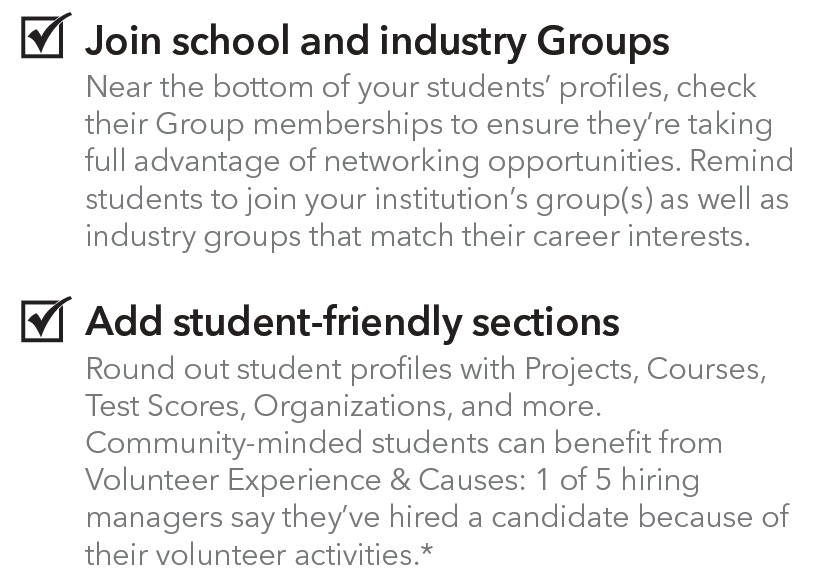 Join school and industry Groups
Near the bottom of your students’ profiles, check
their Group memberships to ensure they’re taking
full advantage of networking opportunities. Remind
students to join your institution’s group(s) as well as
industry groups that match their career interests.
Add student-friendly sections
Round out student profiles with Projects, Courses,
Test Scores, Organizations, and more.
Community-minded students can benefit from
Volunteer Experience & Causes: 1 of 5 hiring
managers say they’ve hired a candidate because of
their volunteer activities.*